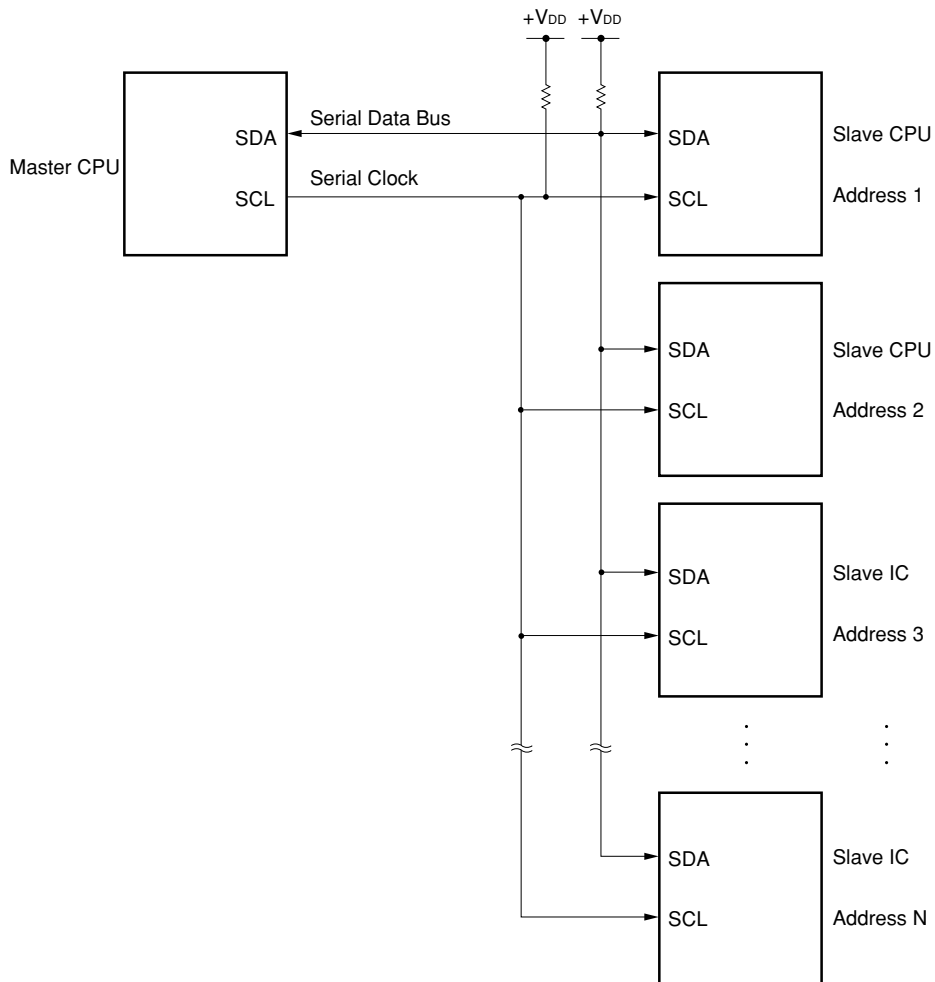 +VDD +VDD
Serial Data Bus
SDA
SDA
Slave CPU
Master CPU
Serial Clock
SCL
SCL
Address 1
SDA
Slave CPU
SCL
Address 2
SDA
Slave IC
SCL
Address 3
SDA
Slave IC
SCL
Address N